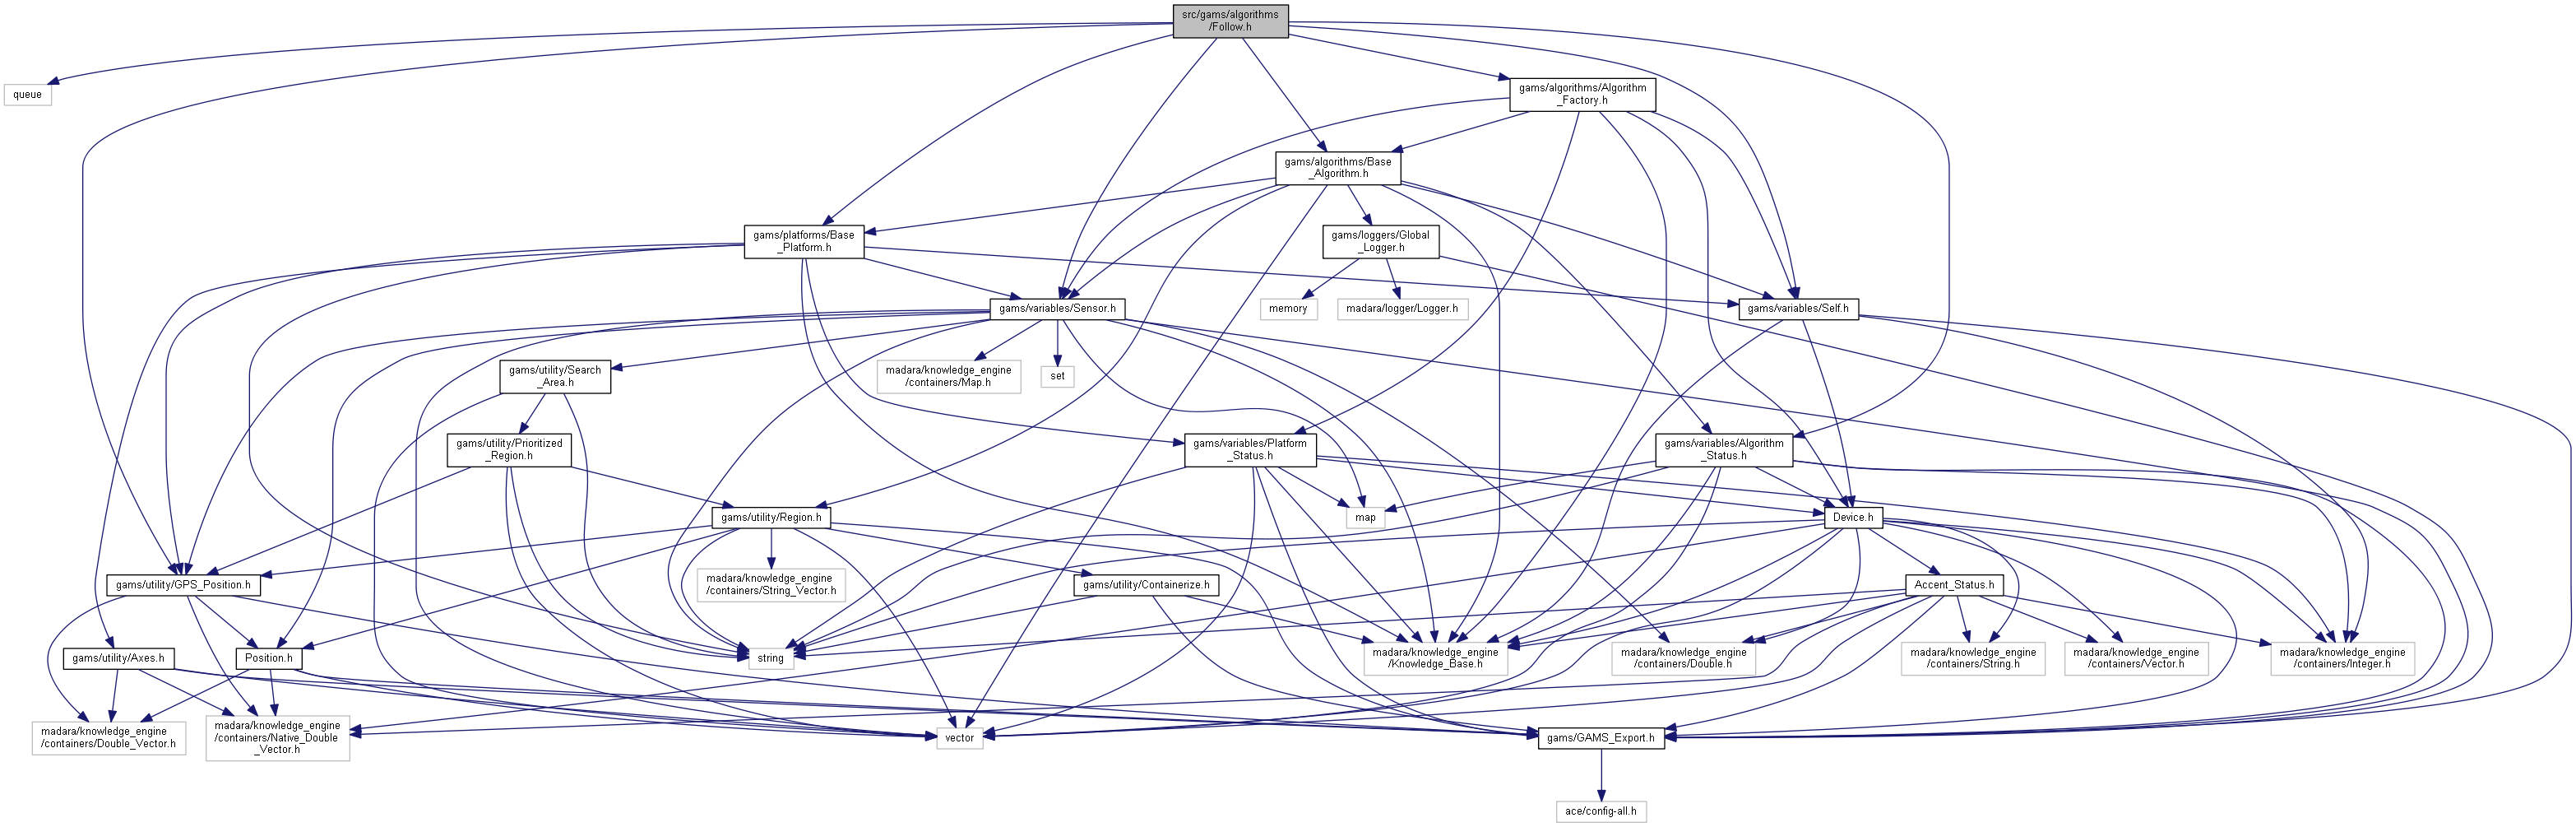 src/gams/algorithms
/Follow.h
queue
gams/algorithms/Algorithm
_Factory.h
gams/algorithms/Base
_Algorithm.h
gams/platforms/Base
_Platform.h
gams/loggers/Global
_Logger.h
gams/variables/Sensor.h
memory
madara/logger/Logger.h
gams/variables/Self.h
gams/utility/Search
_Area.h
madara/knowledge_engine
/containers/Map.h
set
gams/utility/Prioritized
_Region.h
gams/variables/Platform
_Status.h
gams/variables/Algorithm
_Status.h
gams/utility/Region.h
map
Device.h
gams/utility/GPS_Position.h
madara/knowledge_engine
/containers/String_Vector.h
gams/utility/Containerize.h
Accent_Status.h
gams/utility/Axes.h
Position.h
string
madara/knowledge_engine
/Knowledge_Base.h
madara/knowledge_engine
/containers/Double.h
madara/knowledge_engine
/containers/String.h
madara/knowledge_engine
/containers/Vector.h
madara/knowledge_engine
/containers/Integer.h
madara/knowledge_engine
/containers/Double_Vector.h
madara/knowledge_engine
/containers/Native_Double
_Vector.h
vector
gams/GAMS_Export.h
ace/config-all.h